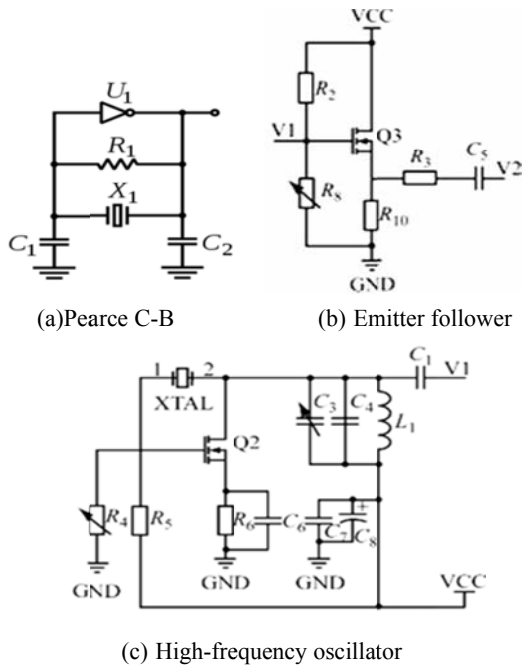 U1
R1
X1
C1
C2
(a)Pearce C-B
VCC
R2
V1
Q3
R3
C5
V2
R8
R10
GND
(b) Emitter follower
1
2
XTAL
C1
V1
C3
C4
L1
Q2
R4
R5
R6
C6
C7
+
C8
GND
GND
GND
VCC
(c) High-frequency oscillator